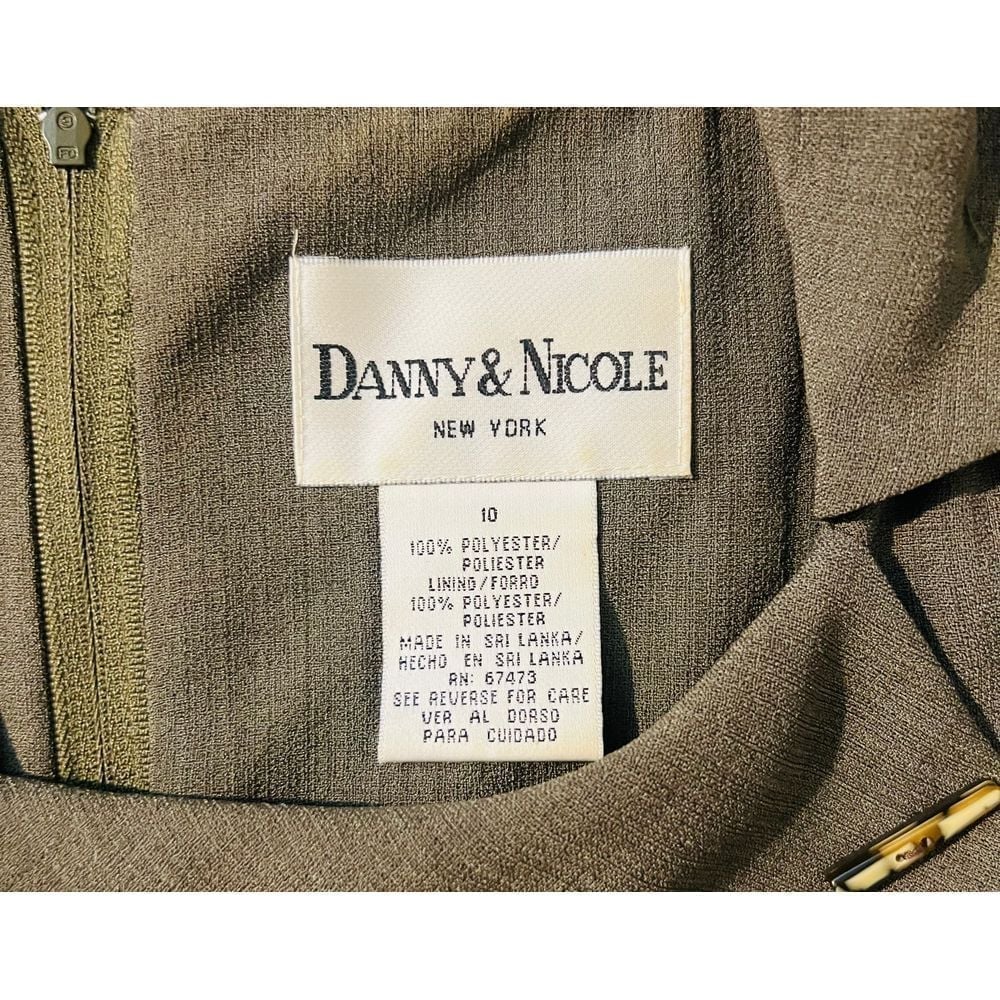 DANNY & NICOLE
NEW YORK
10
100% POLYESTER/
POLIESTER
LINING/FORRO
100% POLYESTER/
POLIESTER
MADE IN SRI LANKA/
HECHO EN SRI LANKA
RN: 67473
SEE REVERSE FOR CARE
VER AL DORSO
PARA CUIDADO